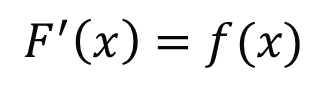 F′(x) = f(x)